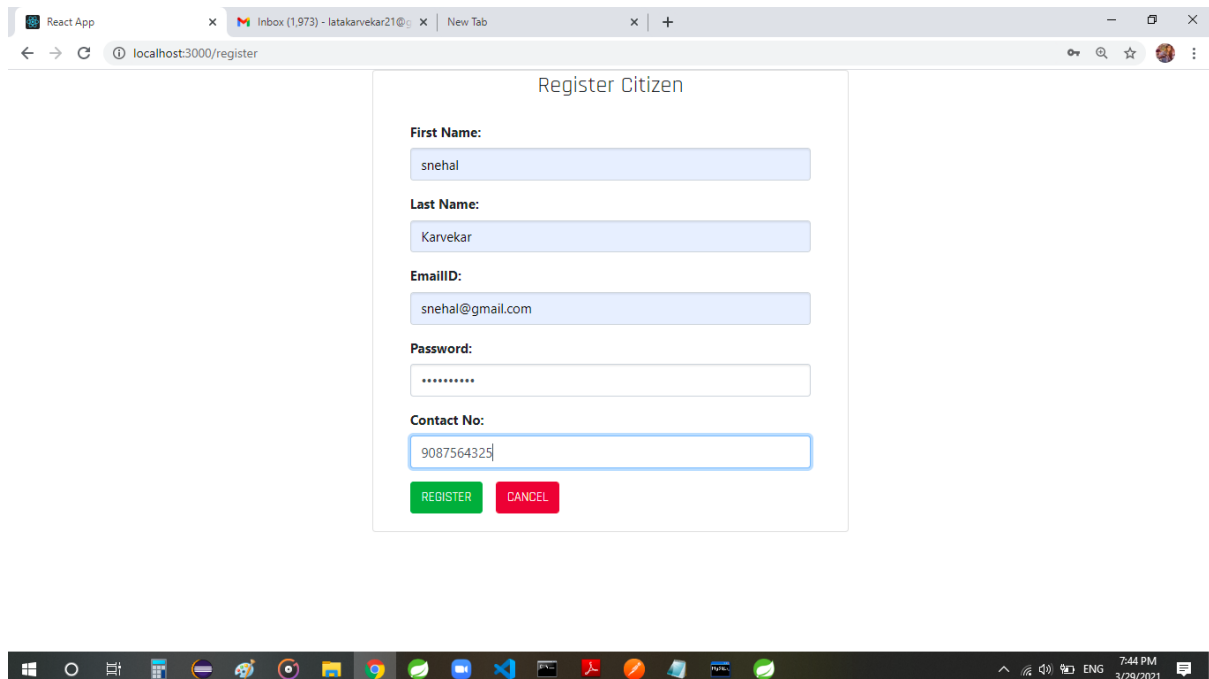 React App
Inbox (1,973) - latakarvekar21@g
New Tab
localhost:3000/register
Register Citizen
First Name:
snehal
Last Name:
Karvekar
EmailID:
snehal@gmail.com
Password:
••••••••••
Contact No:
9087564325
REGISTER CANCEL
ENG
7:44 PM
3/29/2021